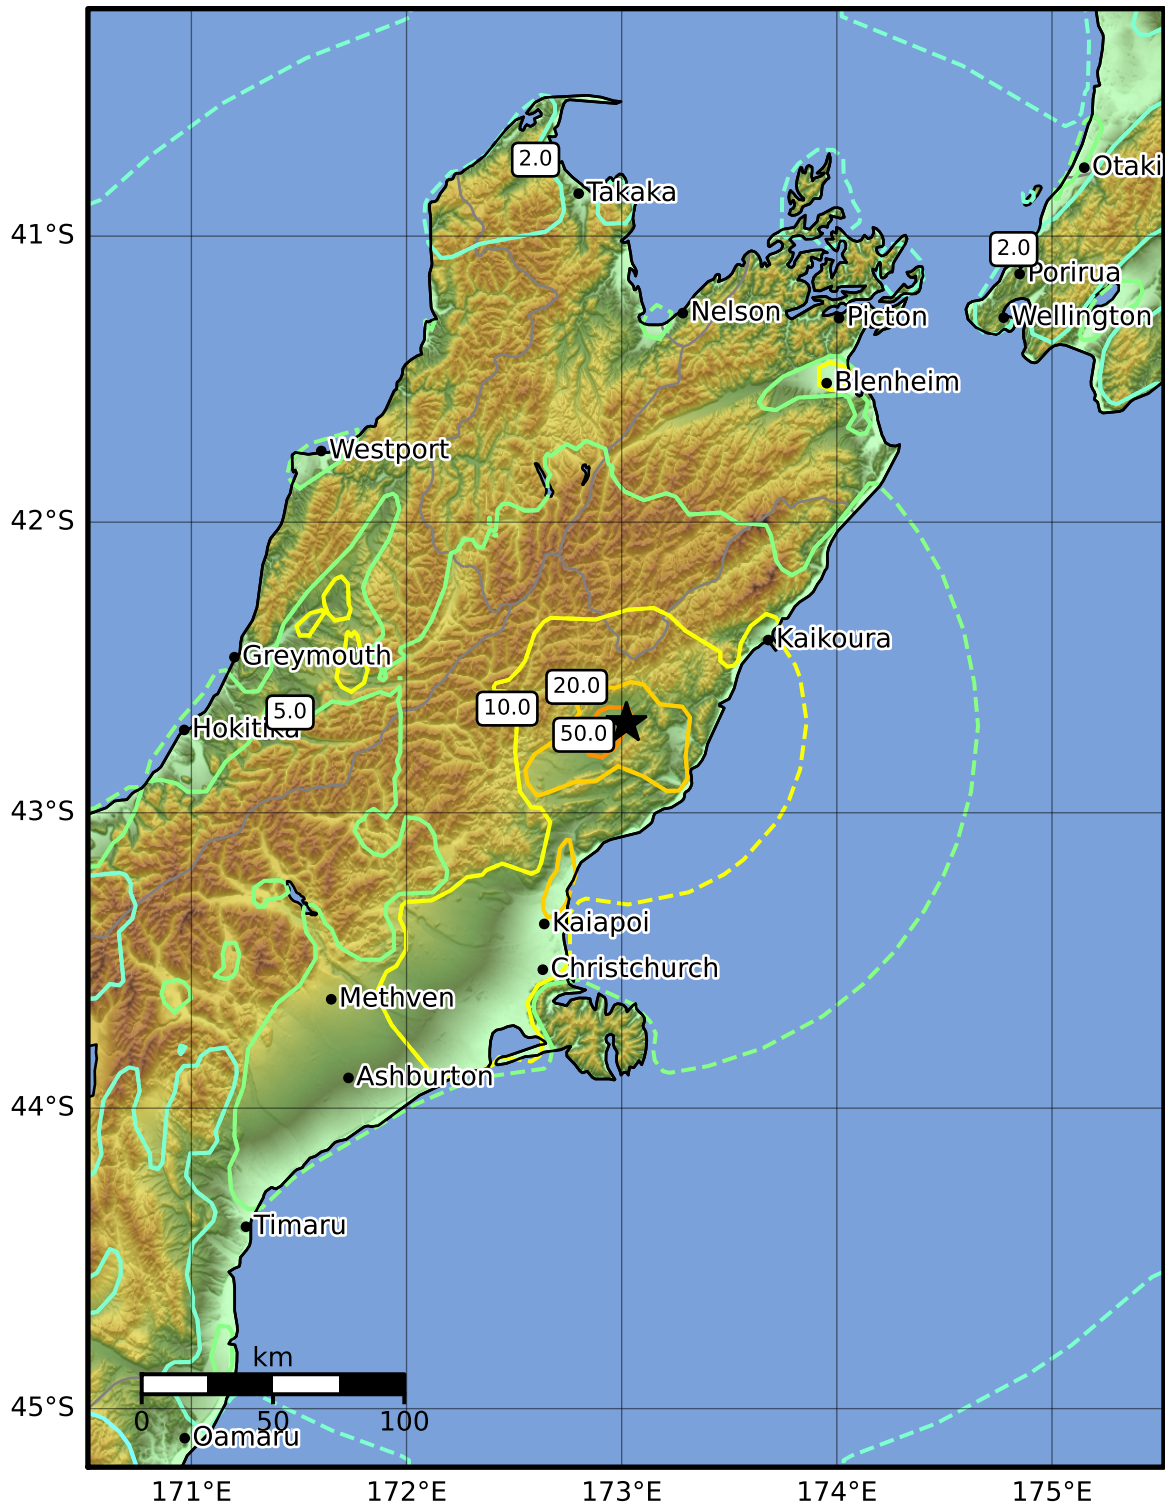 2.0
Takaka
Otaki
41°S
2.0
Porirua
Nelson
Picton
Wellington
Blenheim
Westport
42°S
Kaikoura
Greymouth
20.0
10.0
5.0
Hokitika
50.0
43°S
Kaiapoi
Christchurch
Methven
Ashburton
44°S
Timaru
km
0 50 100
45°S
Oamaru
171°E 172°E 173°E 174°E 175°E